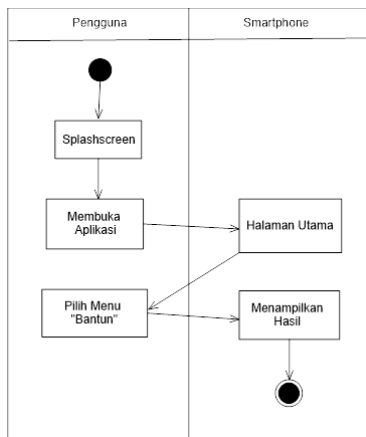 Pengguna
Smartphone
Splashscreen
Membuka
Aplikasi
Halaman Utama
Pilih Menu
"Bantun"
Menampilkan
Hasil